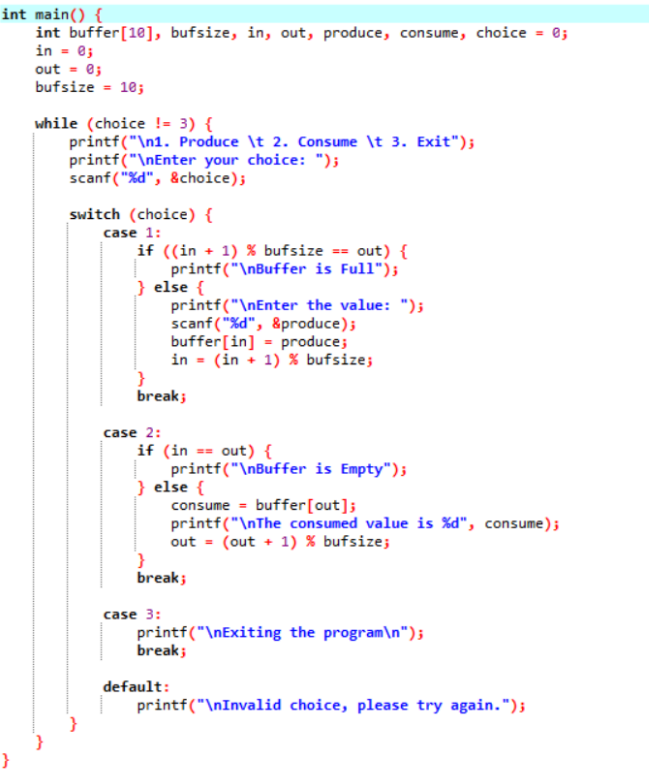 int main() {
    int buffer[10], bufsize, in, out, produce, consume, choice = 0;
    in = 0;
    out = 0;
    bufsize = 10;

    while (choice != 3) {
        printf("\n1. Produce \t 2. Consume \t 3. Exit");
        printf("\nEnter your choice: ");
        scanf("%d", &choice);

        switch (choice) {
            case 1:
                if ((in + 1) % bufsize == out) {
                    printf("\nBuffer is Full");
                } else {
                    printf("\nEnter the value: ");
                    scanf("%d", &produce);
                    buffer[in] = produce;
                    in = (in + 1) % bufsize;
                }
                break;

            case 2:
                if (in == out) {
                    printf("\nBuffer is Empty");
                } else {
                    consume = buffer[out];
                    printf("\nThe consumed value is %d", consume);
                    out = (out + 1) % bufsize;
                }
                break;

            case 3:
                printf("\nExiting the program\n");
                break;

            default:
                printf("\nInvalid choice, please try again.");
        }
    }
}